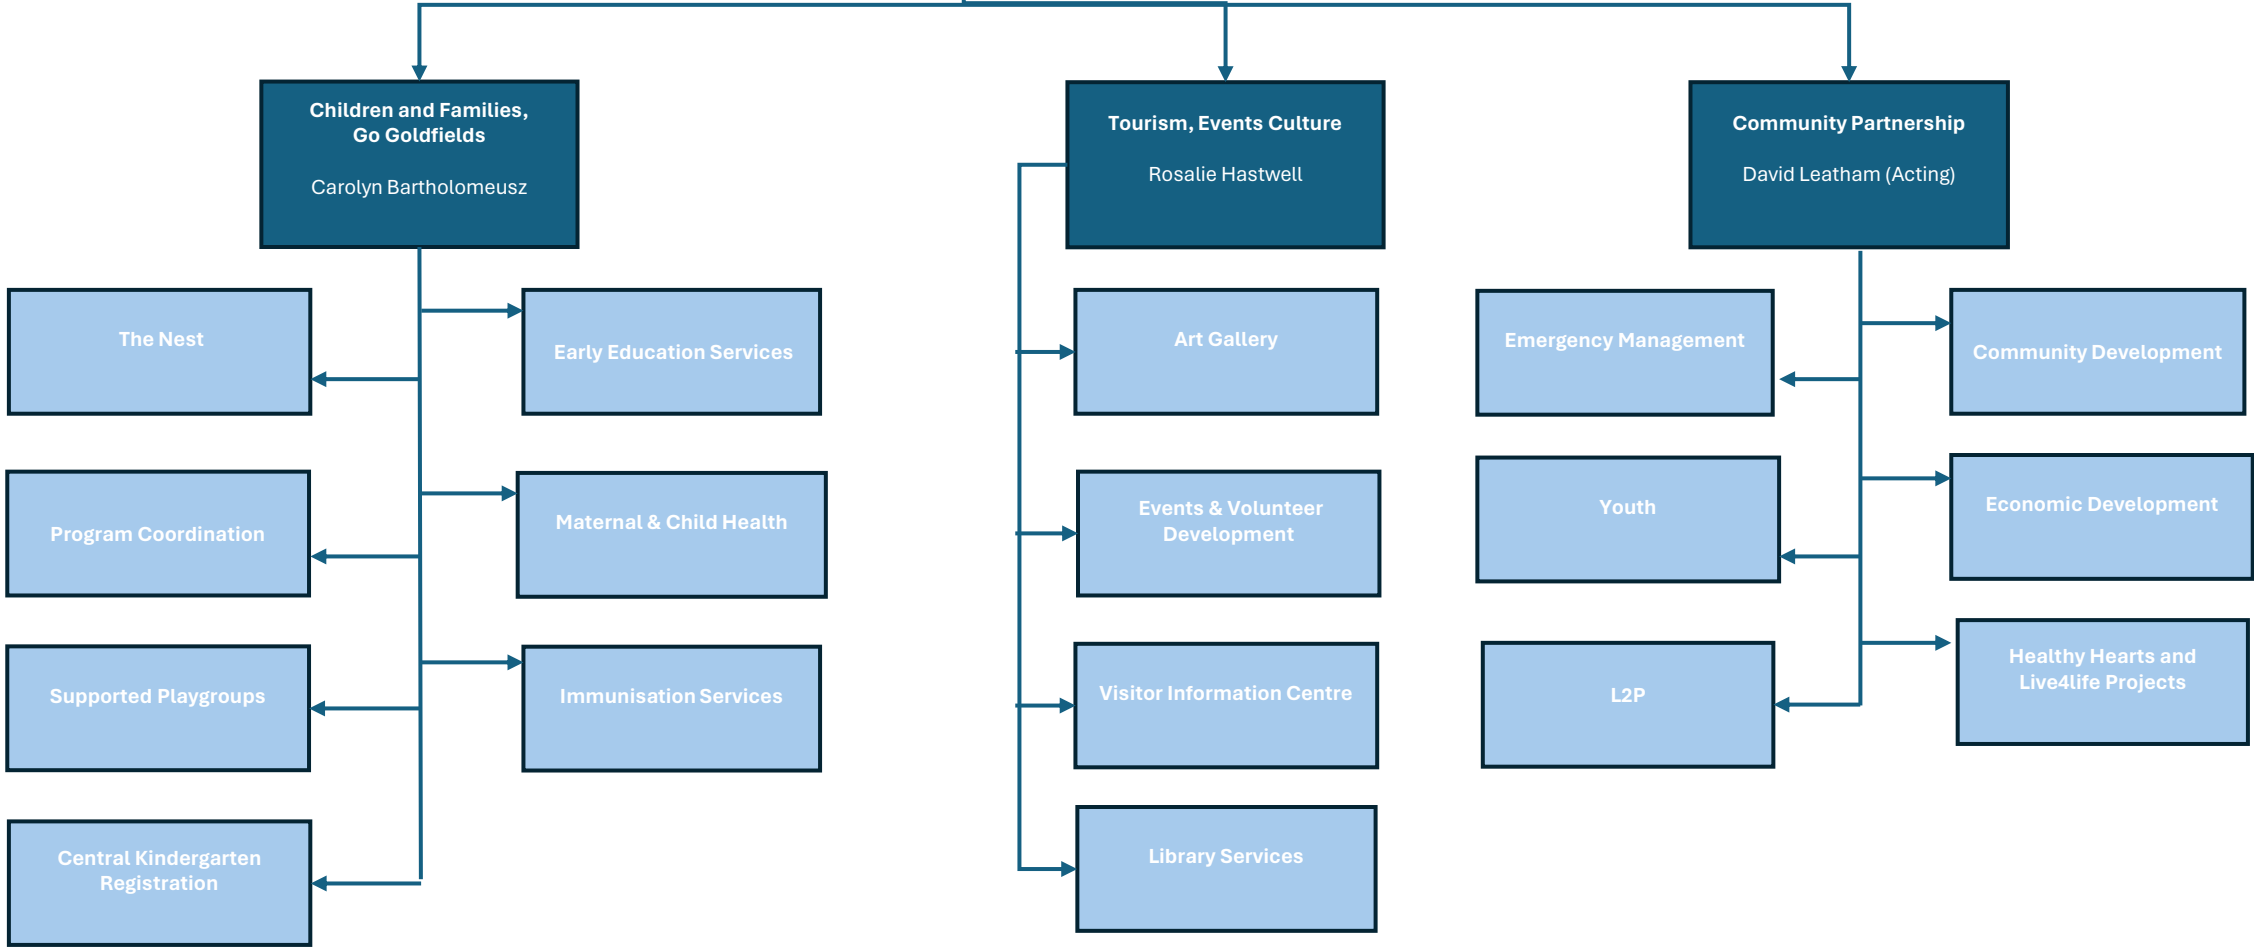 Children and Families,
Go Goldfields
Carolyn Bartholomeusz
Tourism, Events Culture
Rosalie Hastwell
Community Partnership
David Leatham (Acting)
The Nest
Early Education Services
Program Coordination
Maternal & Child Health
Supported Playgroups
Immunisation Services
Central Kindergarten
Registration
Art Gallery
Events & Volunteer
Development
Visitor Information Centre
Library Services
Emergency Management
Community Development
Youth
Economic Development
L2P
Healthy Hearts and
Live4life Projects